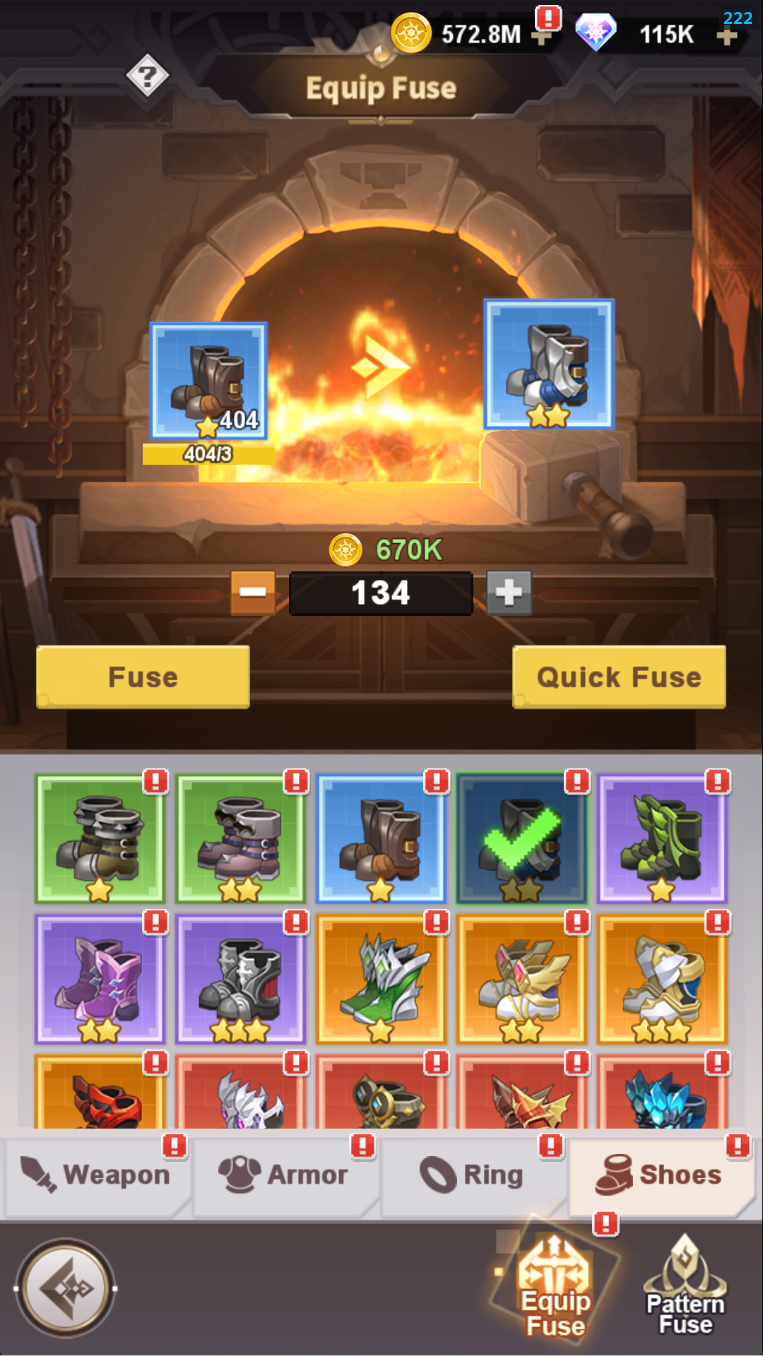 222
572.8M
115K
?
Equip Fuse
404
404/3
670K
134
Fuse
Quick Fuse
Weapon
Armor
Ring
Shoes
Equip
Fuse
Pattern
Fuse